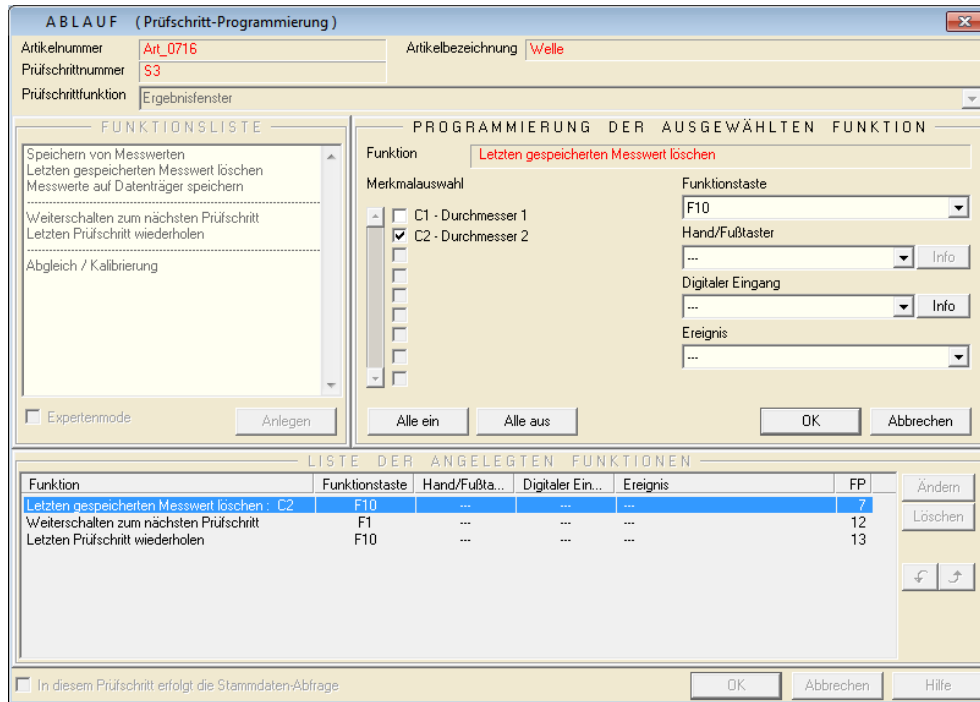 ABLAUF (Prüfschritt-Programmierung)
Artikelnummer Art_0716 Artikelbezeichnung Welle
Prüfschrittnummer S3
Prüfschrittfunktion Ergebnisfenster
FUNKTIONSLISTE
Speichern von Messwerten
Letzten gespeicherten Messwert löschen
Messwerte auf Datenträger speichern
Weiterschalten zum nächsten Prüfschritt
Letzten Prüfschritt wiederholen
Abgleich / Kalibrierung
Expertenmode Anlegen
PROGRAMMIERUNG DER AUSGEWÄHLTEN FUNKTION
Funktion Letzten gespeicherten Messwert löschen
Merkmalauswahl
C1 - Durchmesser 1
C2 - Durchmesser 2
Funktionstaste
F10
Hand/Fußtaster
--- Info
Digitaler Eingang
--- Info
Ereignis
---
Alle ein Alle aus OK Abbrechen
LISTE DER ANGELEGTEN FUNKTIONEN
Funktion Funktionstaste Hand/Fußta... Digitaler Ein... Ereignis FP
Letzten gespeicherten Messwert löschen : C2 F10 --- --- --- 7
Weiterschalten zum nächsten Prüfschritt F1 --- --- --- 12
Letzten Prüfschritt wiederholen F10 --- --- --- 13
Ändern
Löschen
In diesem Prüfschritt erfolgt die Stammdaten-Abfrage OK Abbrechen Hilfe